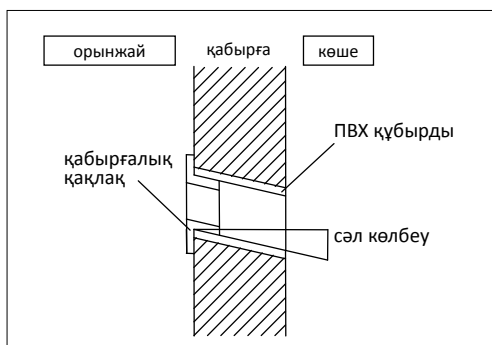 орынжай
қабырға
көше
ПВХ құбырды
қабырғалық
қақлақ
сәл көлбеу